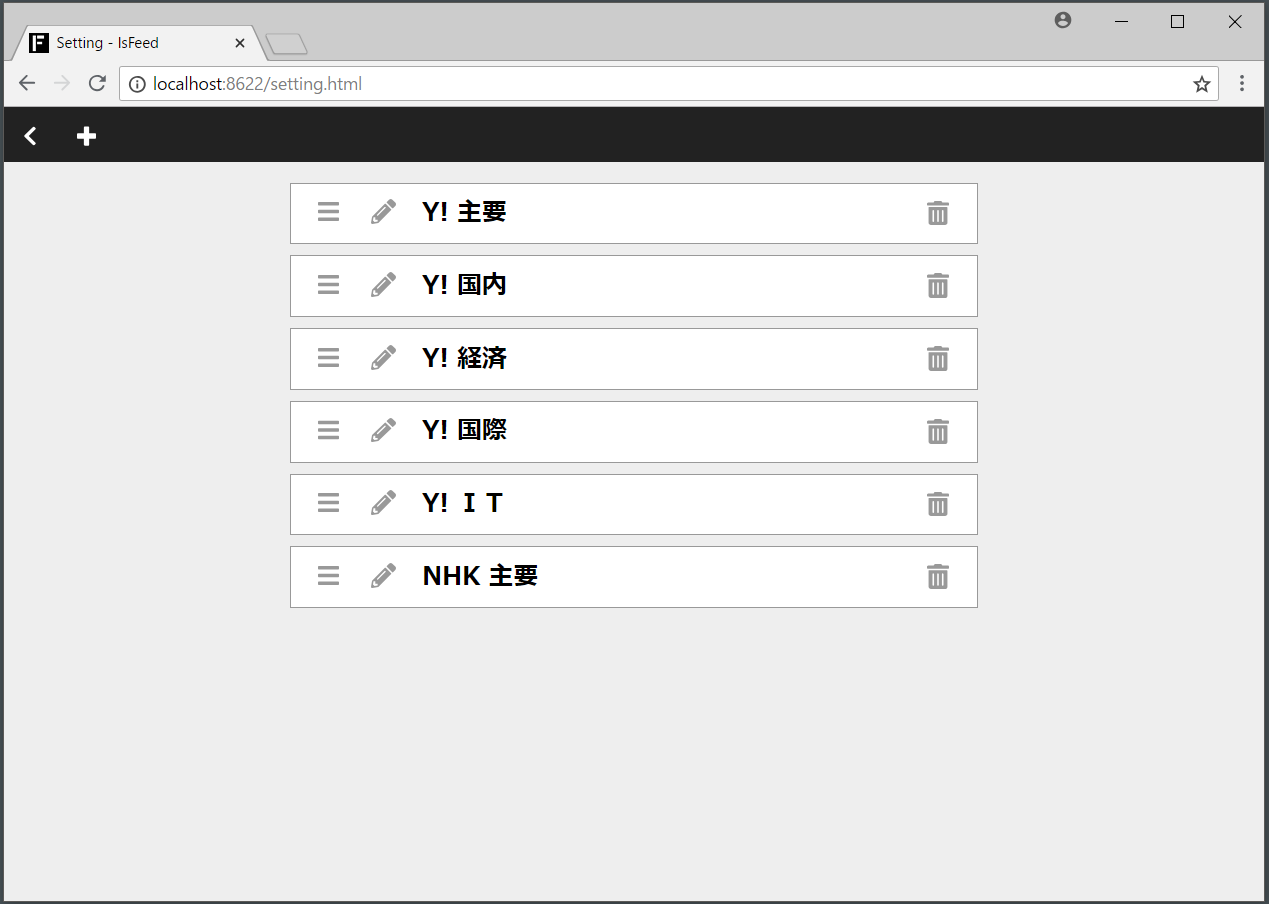 Setting - IsFeed
localhost:8622/setting.html
Y! 主要
Y! 国内
Y! 経済
Y! 国際
Y! ＩＴ
NHK 主要